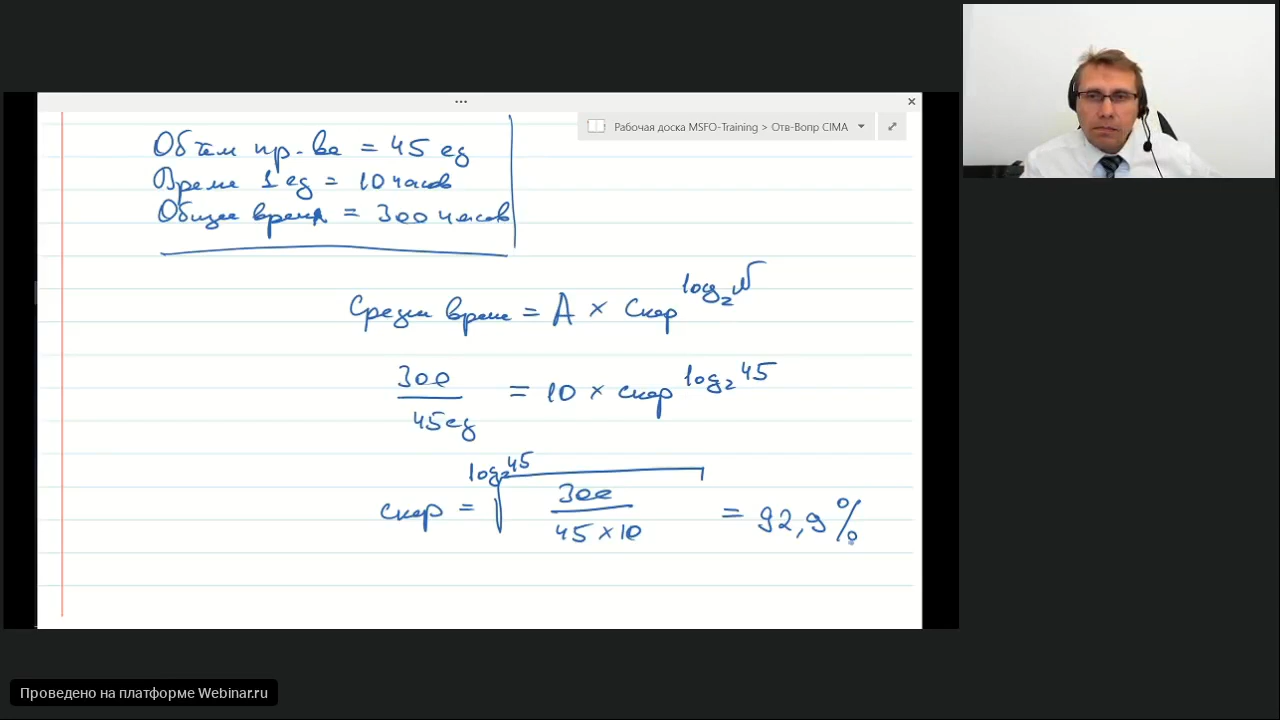 ...
Рабочая доска MSFO-Training > Отв-Вопр CIMA
Объем пр-ва = 45 ед
Время 1 ед = 10 часов
Общее время = 300 часов
Средн время = A × Скор^log₂N
300/45ед = 10 × скор^log₂45
скор = log₂45√300/45×10 = 92,9%
Проведено на платформе Webinar.ru